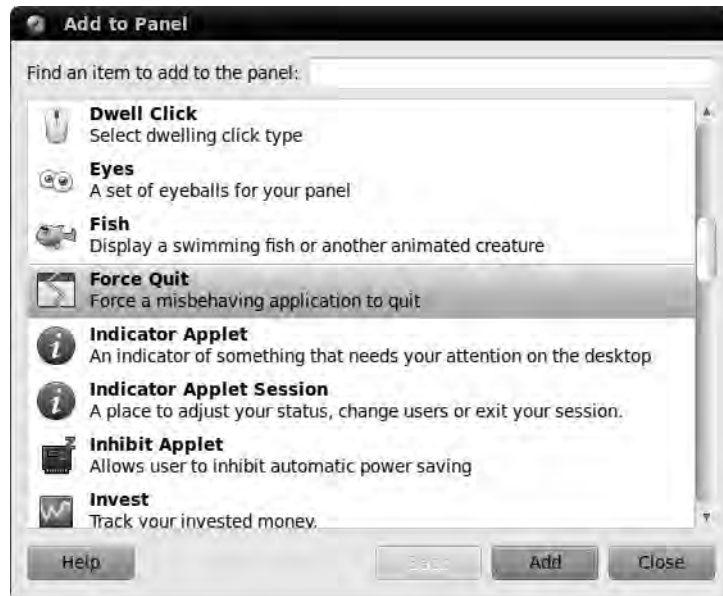 Add to Panel
Find an item to add to the panel:
Dwell Click
Select dwelling click type
Eyes
A set of eyeballs for your panel
Fish
Display a swimming fish or another animated creature
Force Quit
Force a misbehaving application to quit
Indicator Applet
An indicator of something that needs your attention on the desktop
Indicator Applet Session
A place to adjust your status, change users or exit your session.
Inhibit Applet
Allows user to inhibit automatic power saving
Invest
Track your invested money.
Help Back Add Close